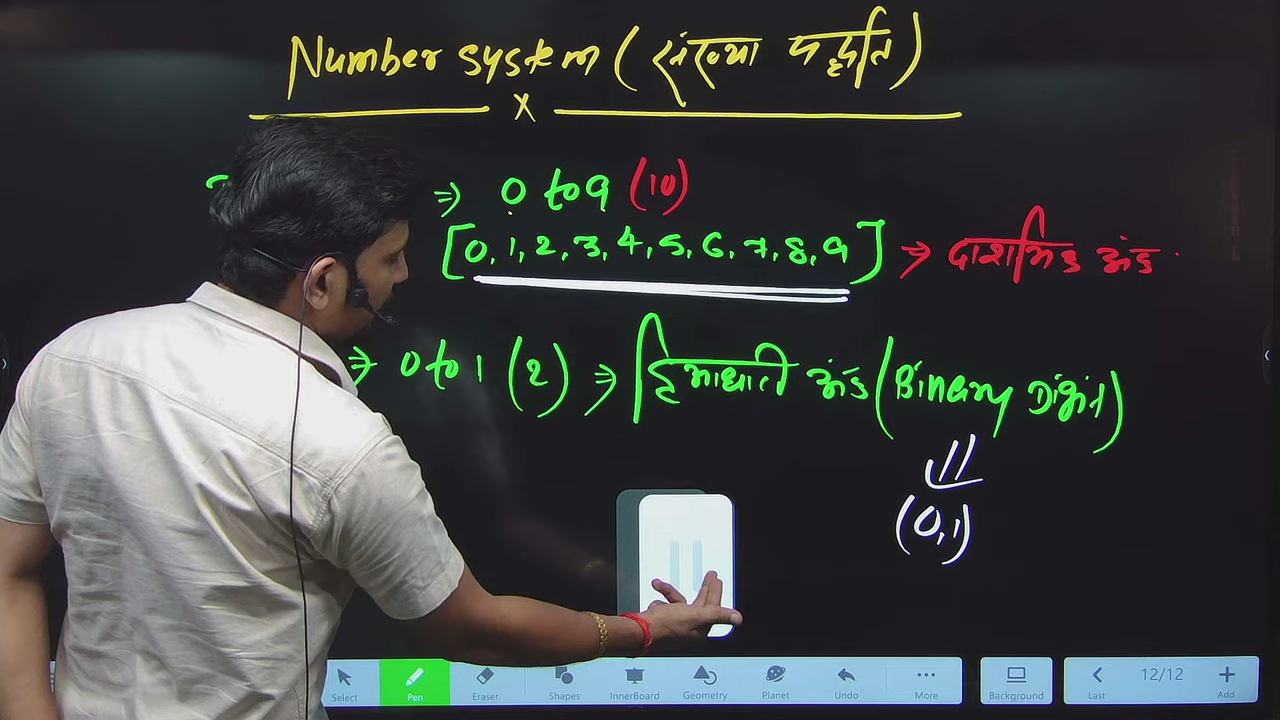 Number system (संख्या पद्धति)
x
⇒ 0 to 9 (10)
[0, 1, 2, 3, 4, 5, 6, 7, 8, 9] ⇒ दाशमिक अंक
⇒ 0 to 1 (2) ⇒ द्विआधारी अंक (Binary Digit)
(0,1)
Select Pen Eraser Shapes InnerBoard Geometry Planet Undo More Background Last 12/12 Add